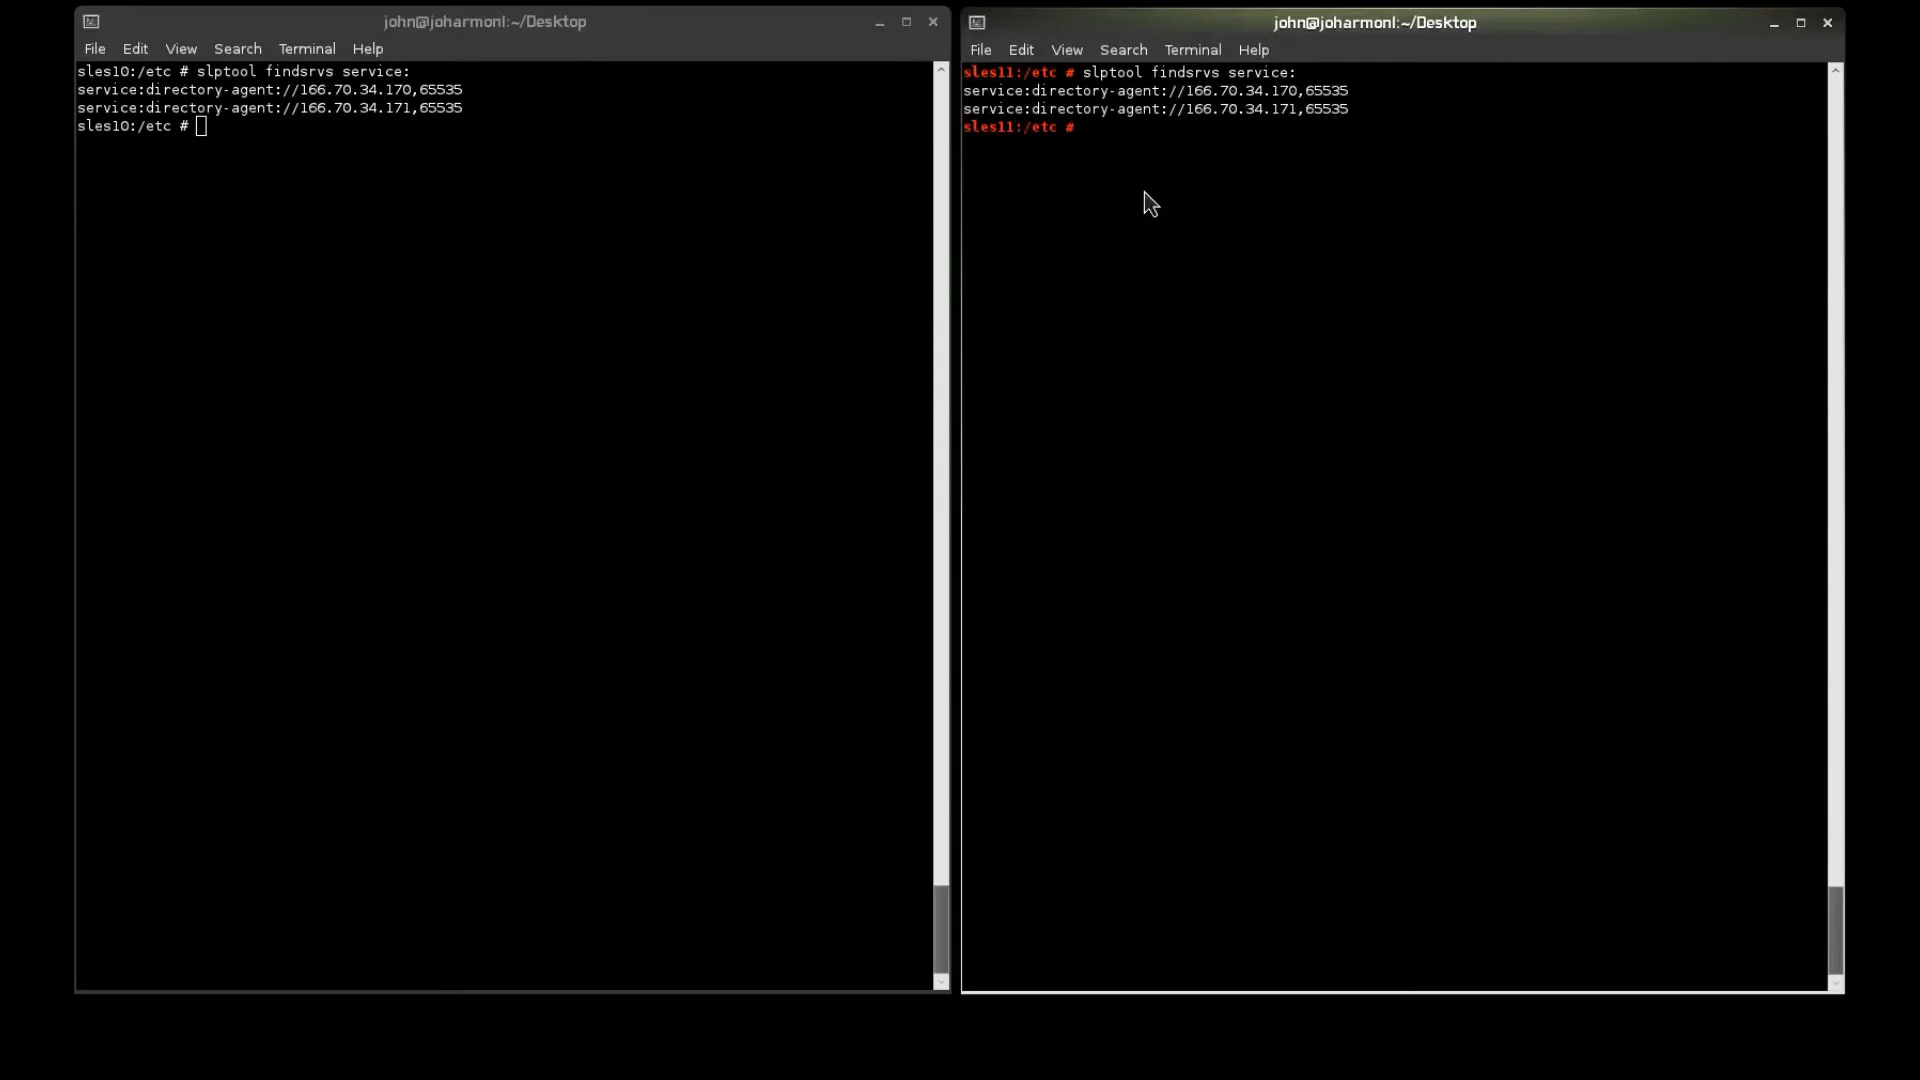 john@joharmonl:~/Desktop
File Edit View Search Terminal Help
sles10:/etc # slptool findsrvs service:
service:directory-agent://166.70.34.170,65535
service:directory-agent://166.70.34.171,65535
sles10:/etc #
john@joharmonl:~/Desktop
File Edit View Search Terminal Help
sles11:/etc # slptool findsrvs service:
service:directory-agent://166.70.34.170,65535
service:directory-agent://166.70.34.171,65535
sles11:/etc #